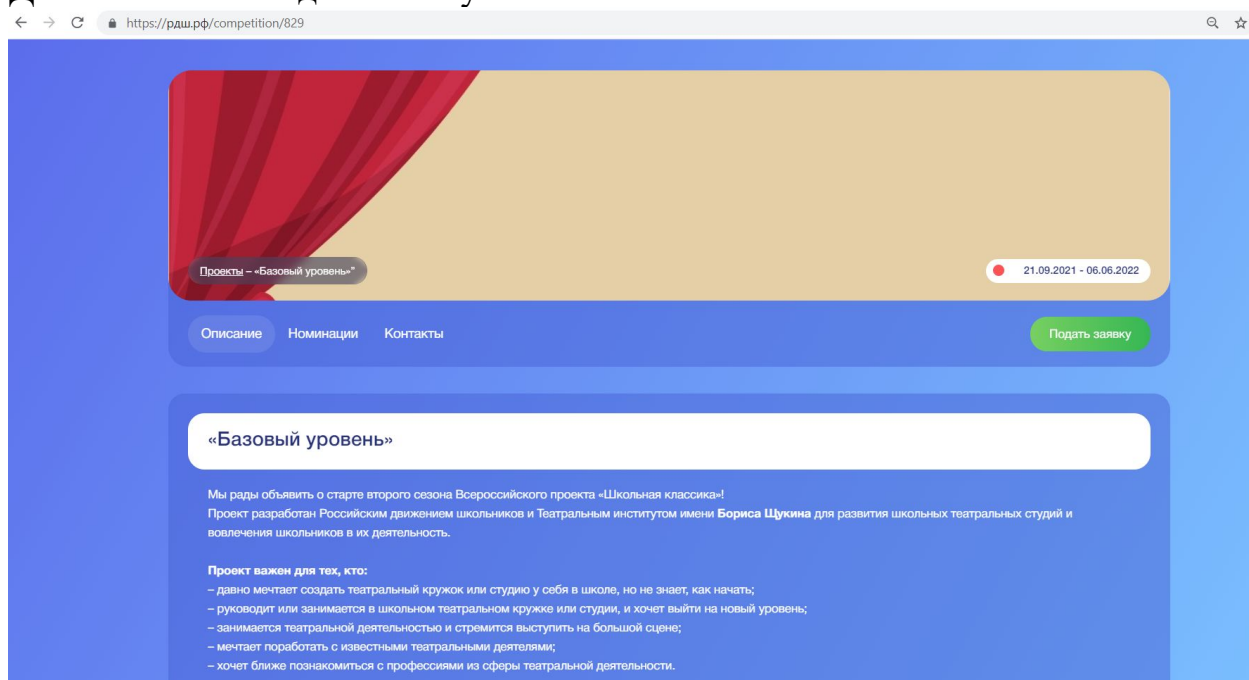 https://рдш.рф/competition/829
Проекты – «Базовый уровень»"
21.09.2021 - 06.06.2022
Описание Номинации Контакты
Подать заявку
«Базовый уровень»
Мы рады объявить о старте второго сезона Всероссийского проекта «Школьная классика»!
Проект разработан Российским движением школьников и Театральным институтом имени Бориса Щукина для развития школьных театральных студий и
вовлечения школьников в их деятельность.
Проект важен для тех, кто:
– давно мечтает создать театральный кружок или студию у себя в школе, но не знает, как начать;
– руководит или занимается в школьном театральном кружке или студии, и хочет выйти на новый уровень;
– занимается театральной деятельностью и стремится выступить на большой сцене;
– мечтает поработать с известными театральными деятелями;
– хочет ближе познакомиться с профессиями из сферы театральной деятельности.